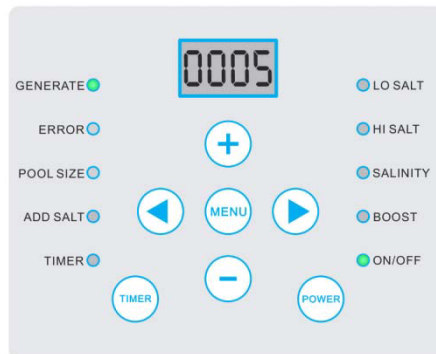 0005
GENERATE
LO SALT
ERROR
HI SALT
+
POOL SIZE
SALINITY
MENU
ADD SALT
BOOST
TIMER
ON/OFF
−
TIMER
POWER